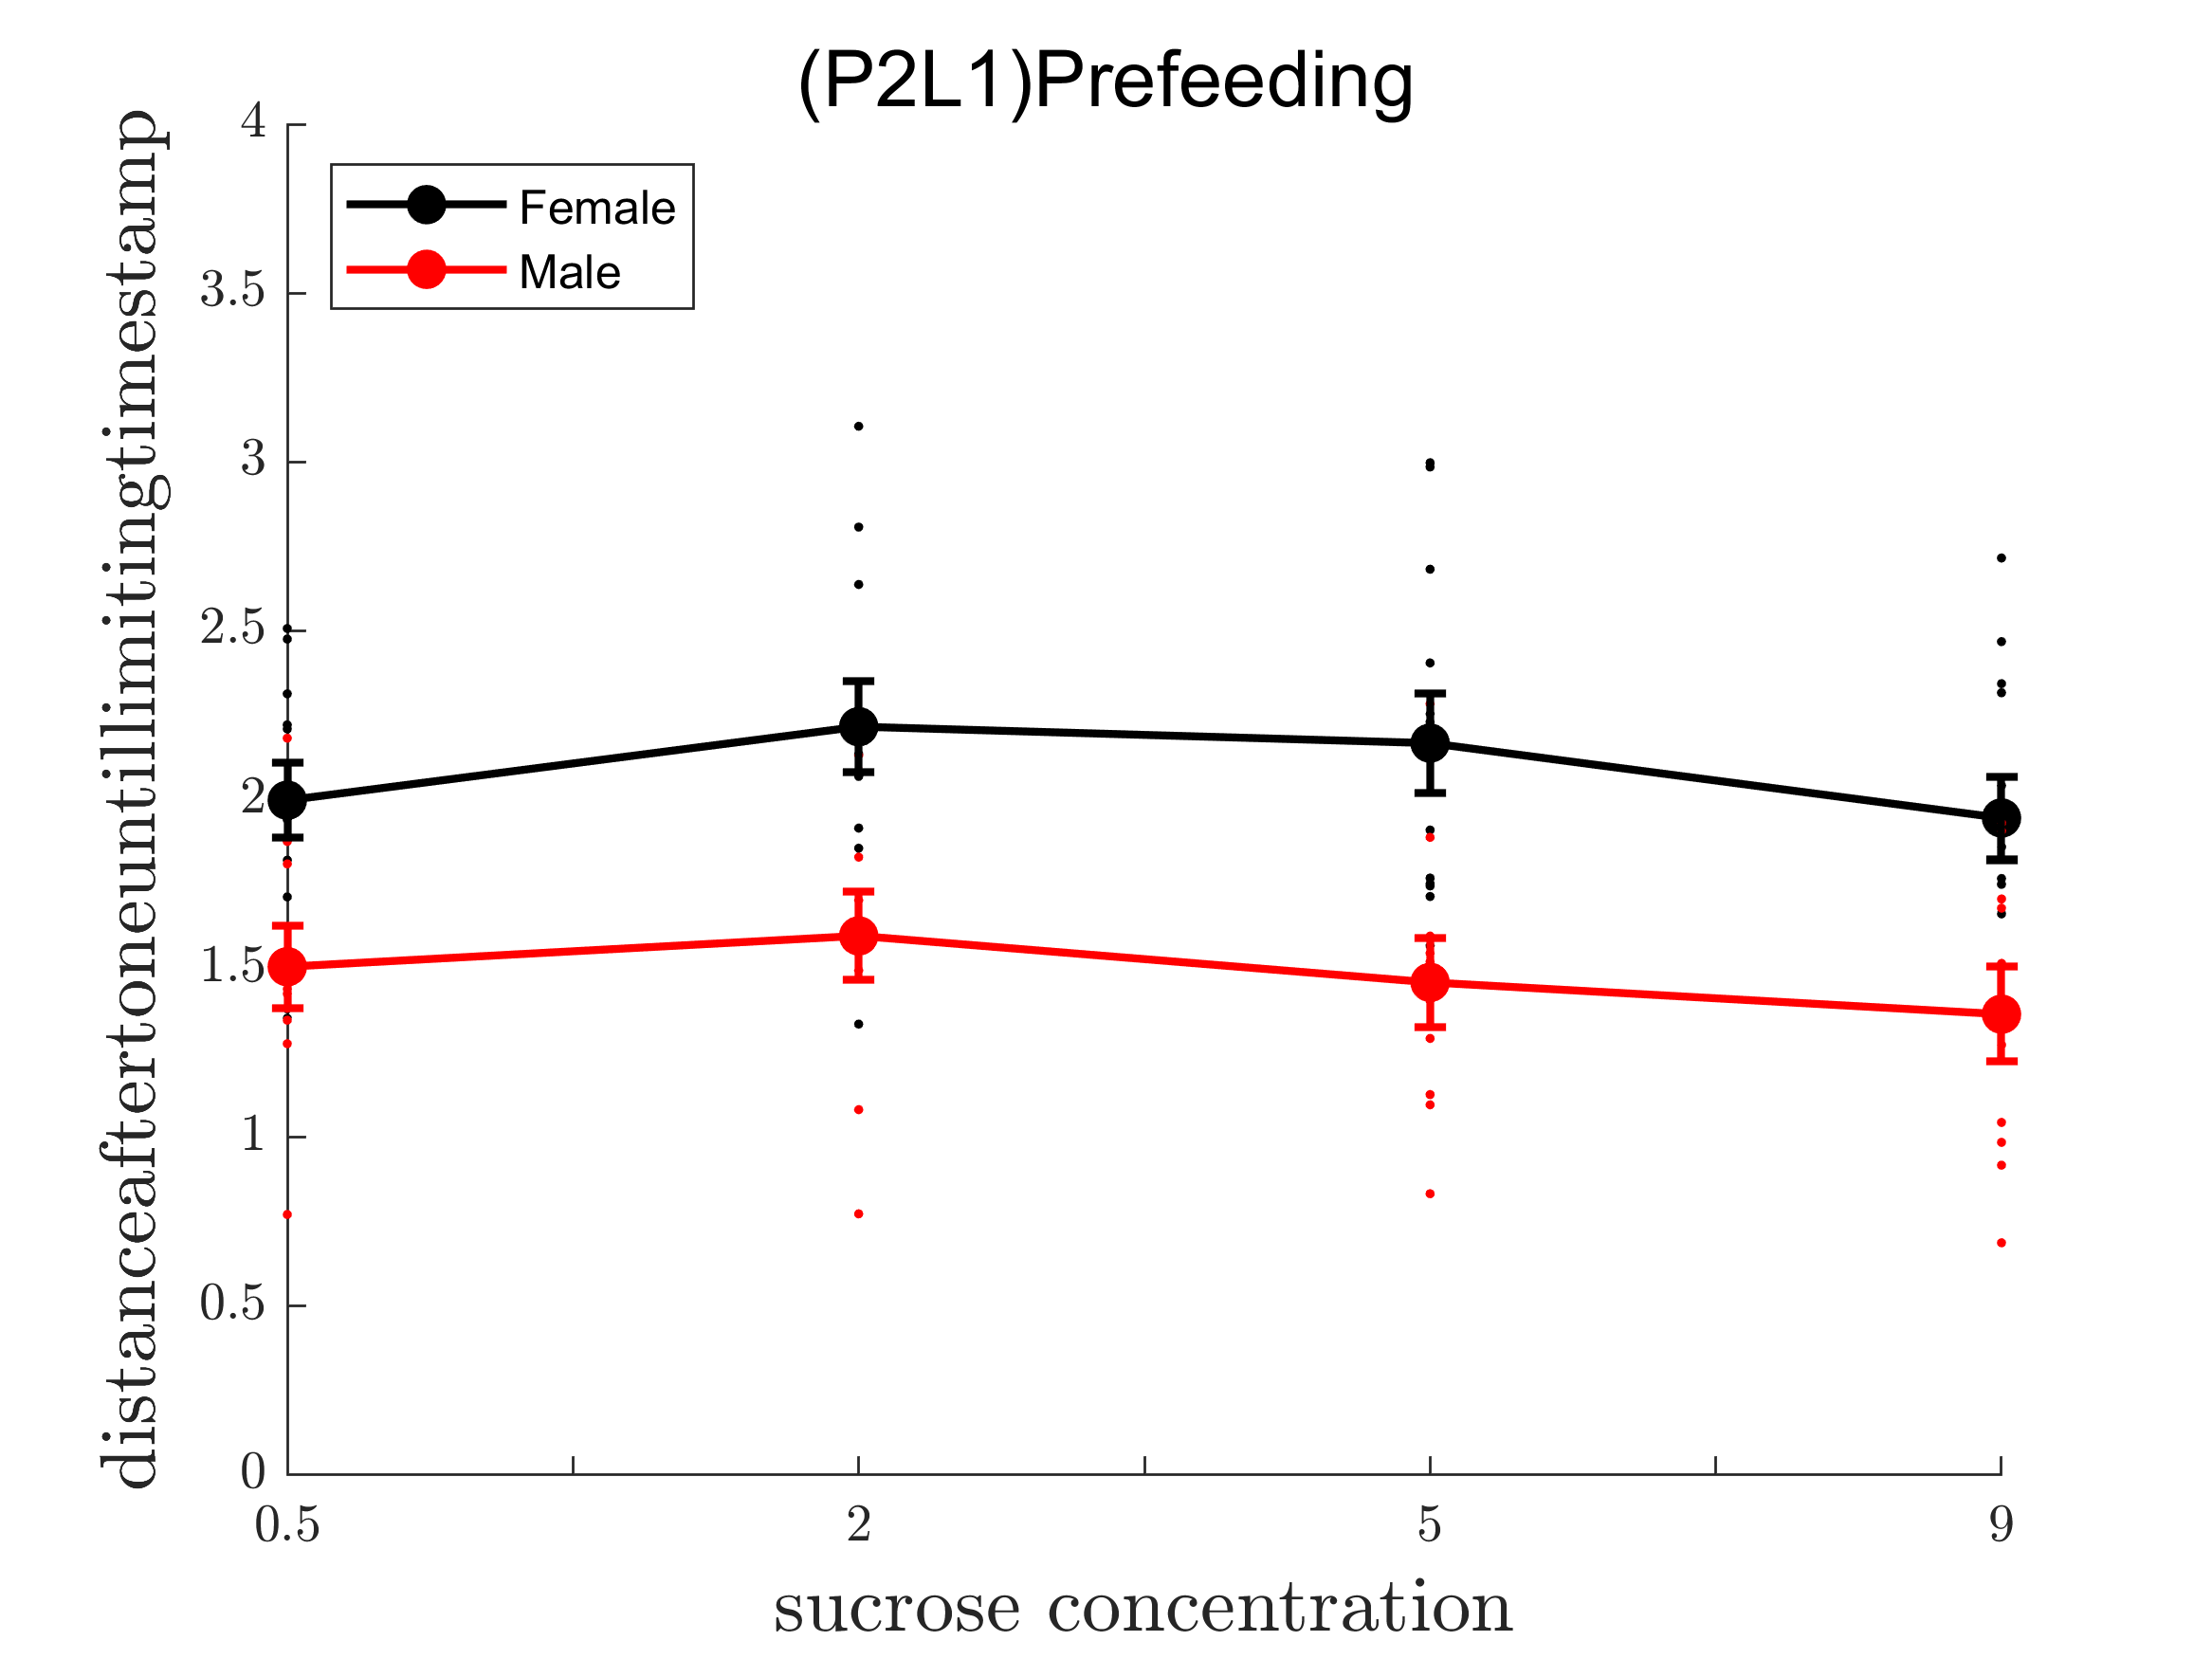 (P2L1)Prefeeding
distanceaftertoneuntillimitingtimestamp
4
3.5
3
2.5
2
1.5
1
0.5
0
Female
Male
0.5 2 5 9
sucrose concentration